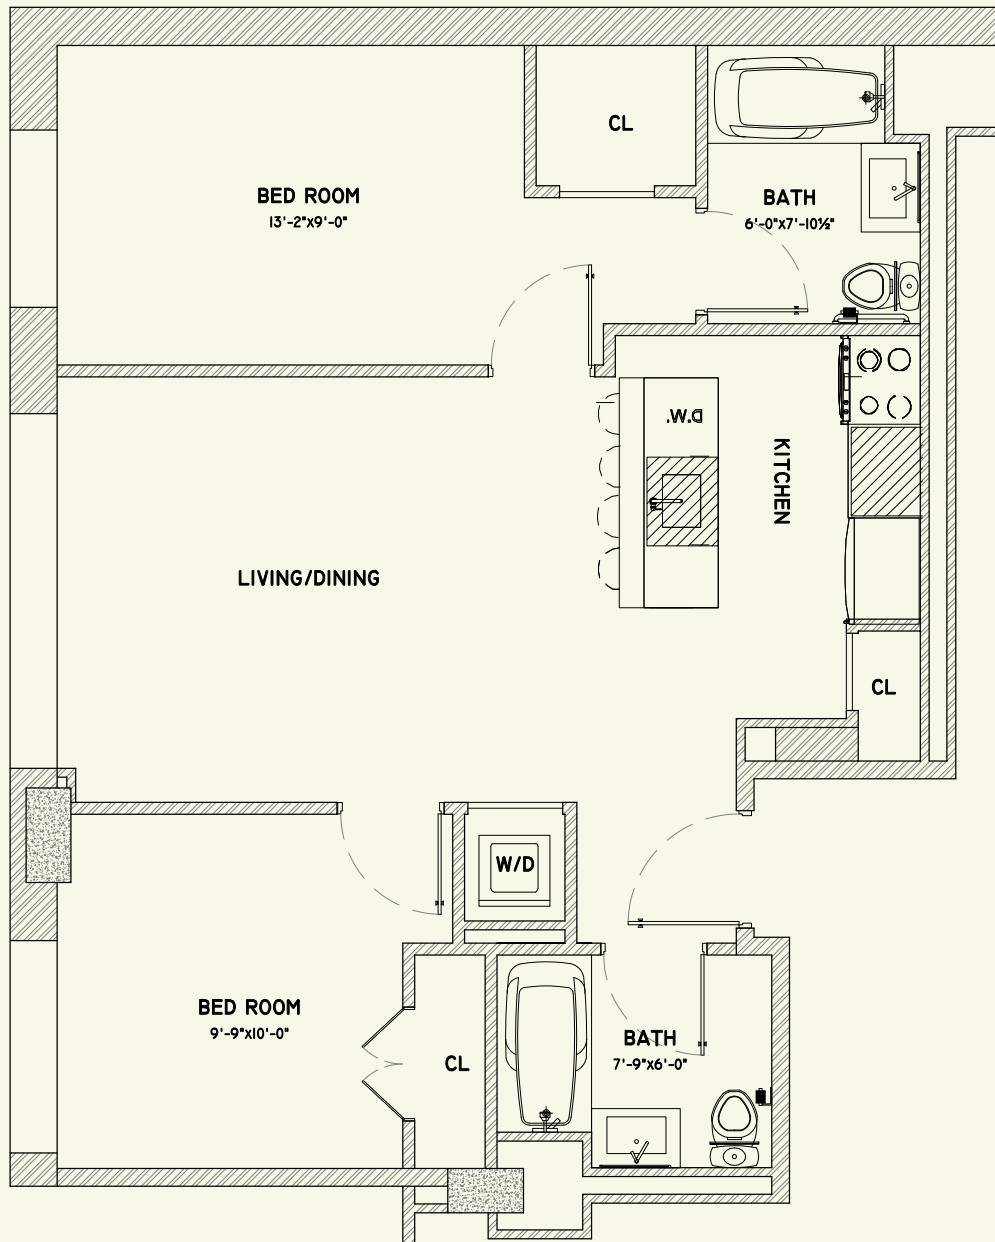 CL
BED ROOM
13'-2"x9'-0"
BATH
6'-0"x7'-10½"
D.W.
KITCHEN
LIVING/DINING
CL
W/D
BED ROOM
9'-9"x10'-0"
CL
BATH
7'-9"x6'-0"